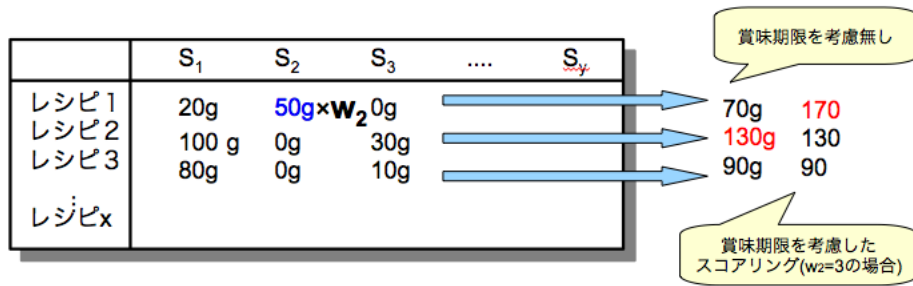 賞味期限を考慮無し
S1 S2 S3 .... Sy
レシピ1 20g 50g×w2 0g 70g 170
レシピ2 100 g 0g 30g 130g 130
レシピ3 80g 0g 10g 90g 90
⋮
レシピx
賞味期限を考慮した
スコアリング(w2=3の場合)